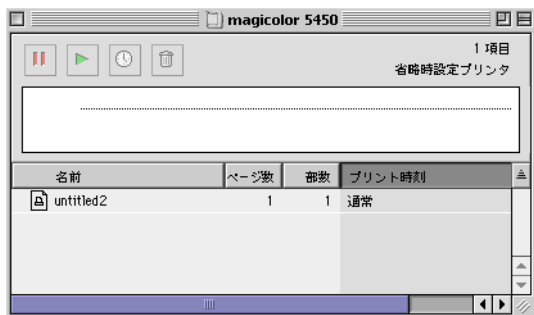 magicolor 5450
1 項目
省略時設定プリンタ
名前 ページ数 部数 プリント時刻
untitled2 1 1 通常